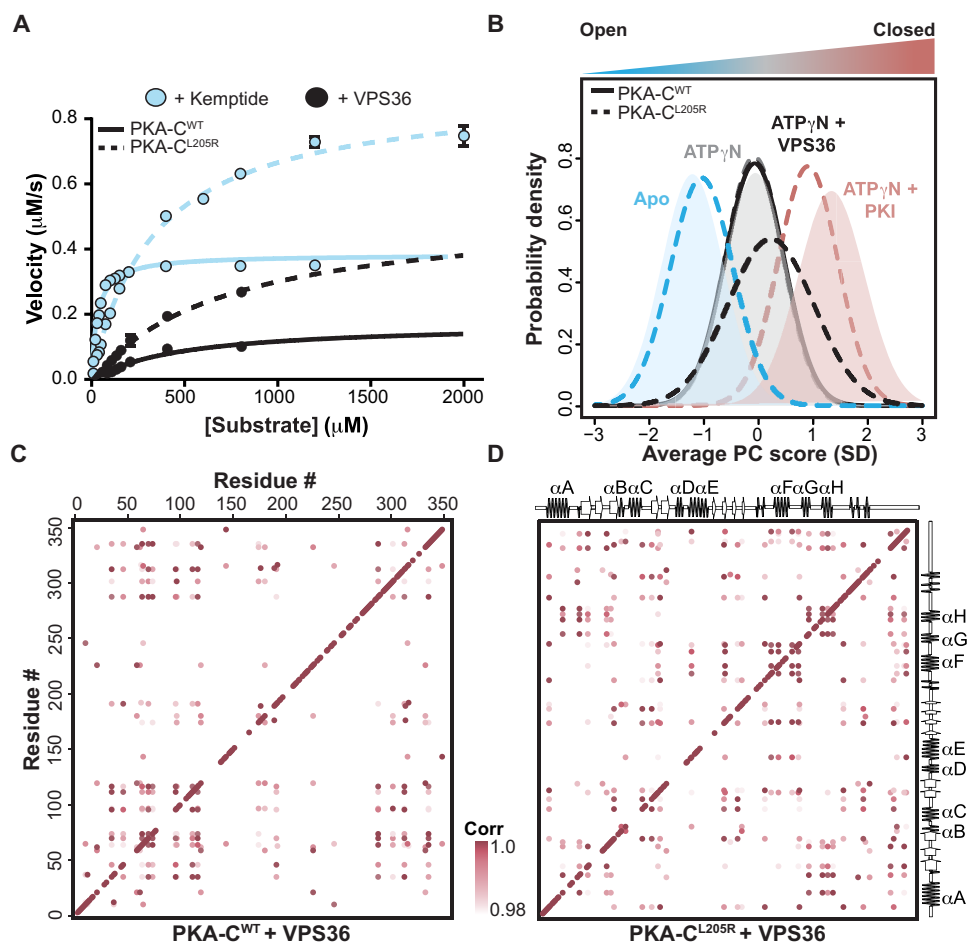 A
+ Kemptide
+ VPS36
PKA-C^WT
PKA-C^L205R
Velocity (μM/s)
0.8
0.6
0.4
0.2
0.0
0
500
1000
1500
2000
[Substrate] (μM)
B
Open
Closed
PKA-C^WT
PKA-C^L205R
ATPγN +
VPS36
ATPγN
Apo
ATPγN +
PKI
Probability density
0.8
0.6
0.4
0.2
0.0
−3
−2
−1
0
1
2
3
Average PC score (SD)
C
Residue #
0
50
100
150
200
250
300
350
Residue #
350
300
250
200
150
100
50
0
PKA-C^WT + VPS36
Corr
1.0
0.98
D
αA
αBαC
αDαE
αFαGαH
αH
αG
αF
αE
αD
αC
αB
αA
PKA-C^L205R + VPS36